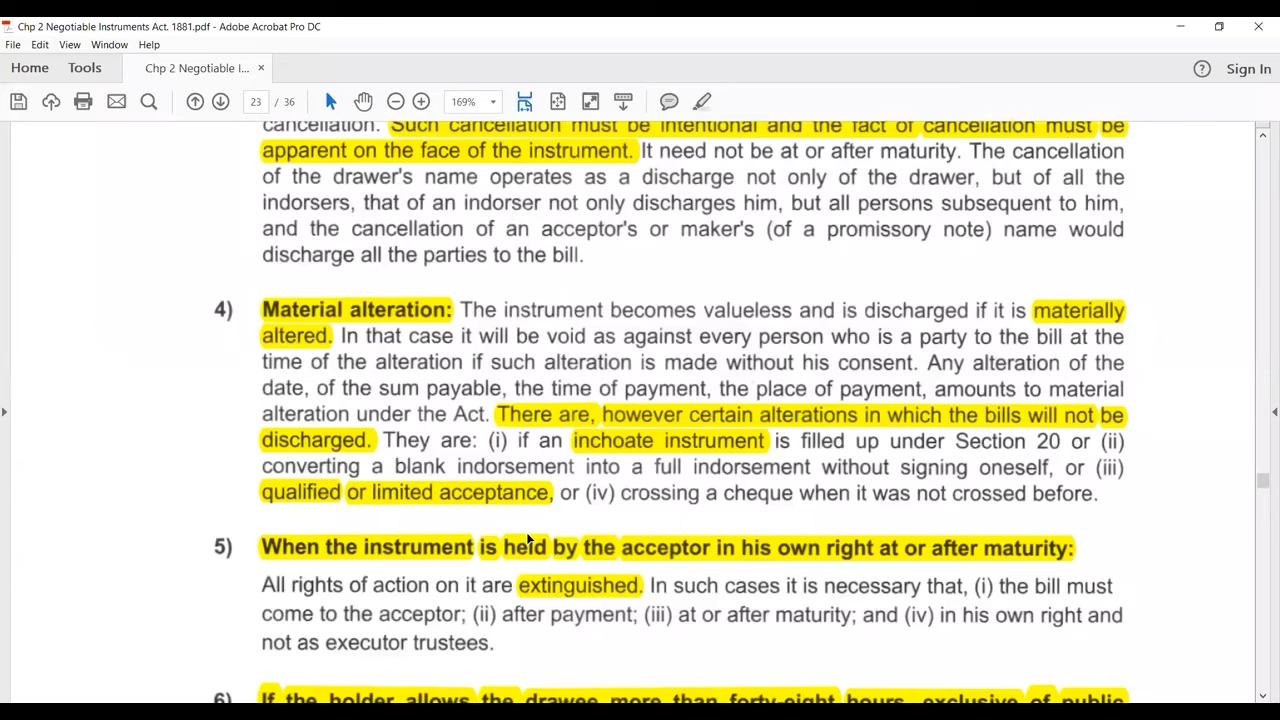 Chp 2 Negotiable Instruments Act. 1881.pdf - Adobe Acrobat Pro DC
File Edit View Window Help
Home Tools Chp 2 Negotiable I... × Sign In
23 / 36 169%
cancellation. Such cancellation must be intentional and the fact of cancellation must be
apparent on the face of the instrument. It need not be at or after maturity. The cancellation
of the drawer's name operates as a discharge not only of the drawer, but of all the
indorsers, that of an indorser not only discharges him, but all persons subsequent to him,
and the cancellation of an acceptor's or maker's (of a promissory note) name would
discharge all the parties to the bill.
4) Material alteration: The instrument becomes valueless and is discharged if it is materially
altered. In that case it will be void as against every person who is a party to the bill at the
time of the alteration if such alteration is made without his consent. Any alteration of the
date, of the sum payable, the time of payment, the place of payment, amounts to material
alteration under the Act. There are, however certain alterations in which the bills will not be
discharged. They are: (i) if an inchoate instrument is filled up under Section 20 or (ii)
converting a blank indorsement into a full indorsement without signing oneself, or (iii)
qualified or limited acceptance, or (iv) crossing a cheque when it was not crossed before.
5) When the instrument is held by the acceptor in his own right at or after maturity:
All rights of action on it are extinguished. In such cases it is necessary that, (i) the bill must
come to the acceptor; (ii) after payment; (iii) at or after maturity; and (iv) in his own right and
not as executor trustees.
6) If the holder allows the drawee more than forty-eight hours, exclusive of public